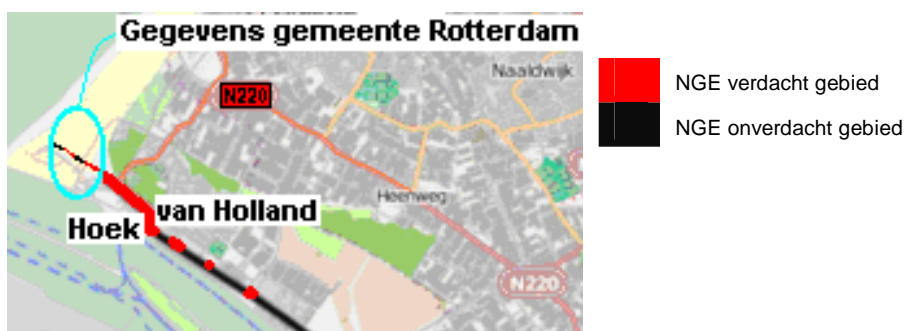 Gegevens gemeente Rotterdam
Naaldwijk
N220
Heenweg
van Holland
Hoek
N220
NGE verdacht gebied
NGE onverdacht gebied